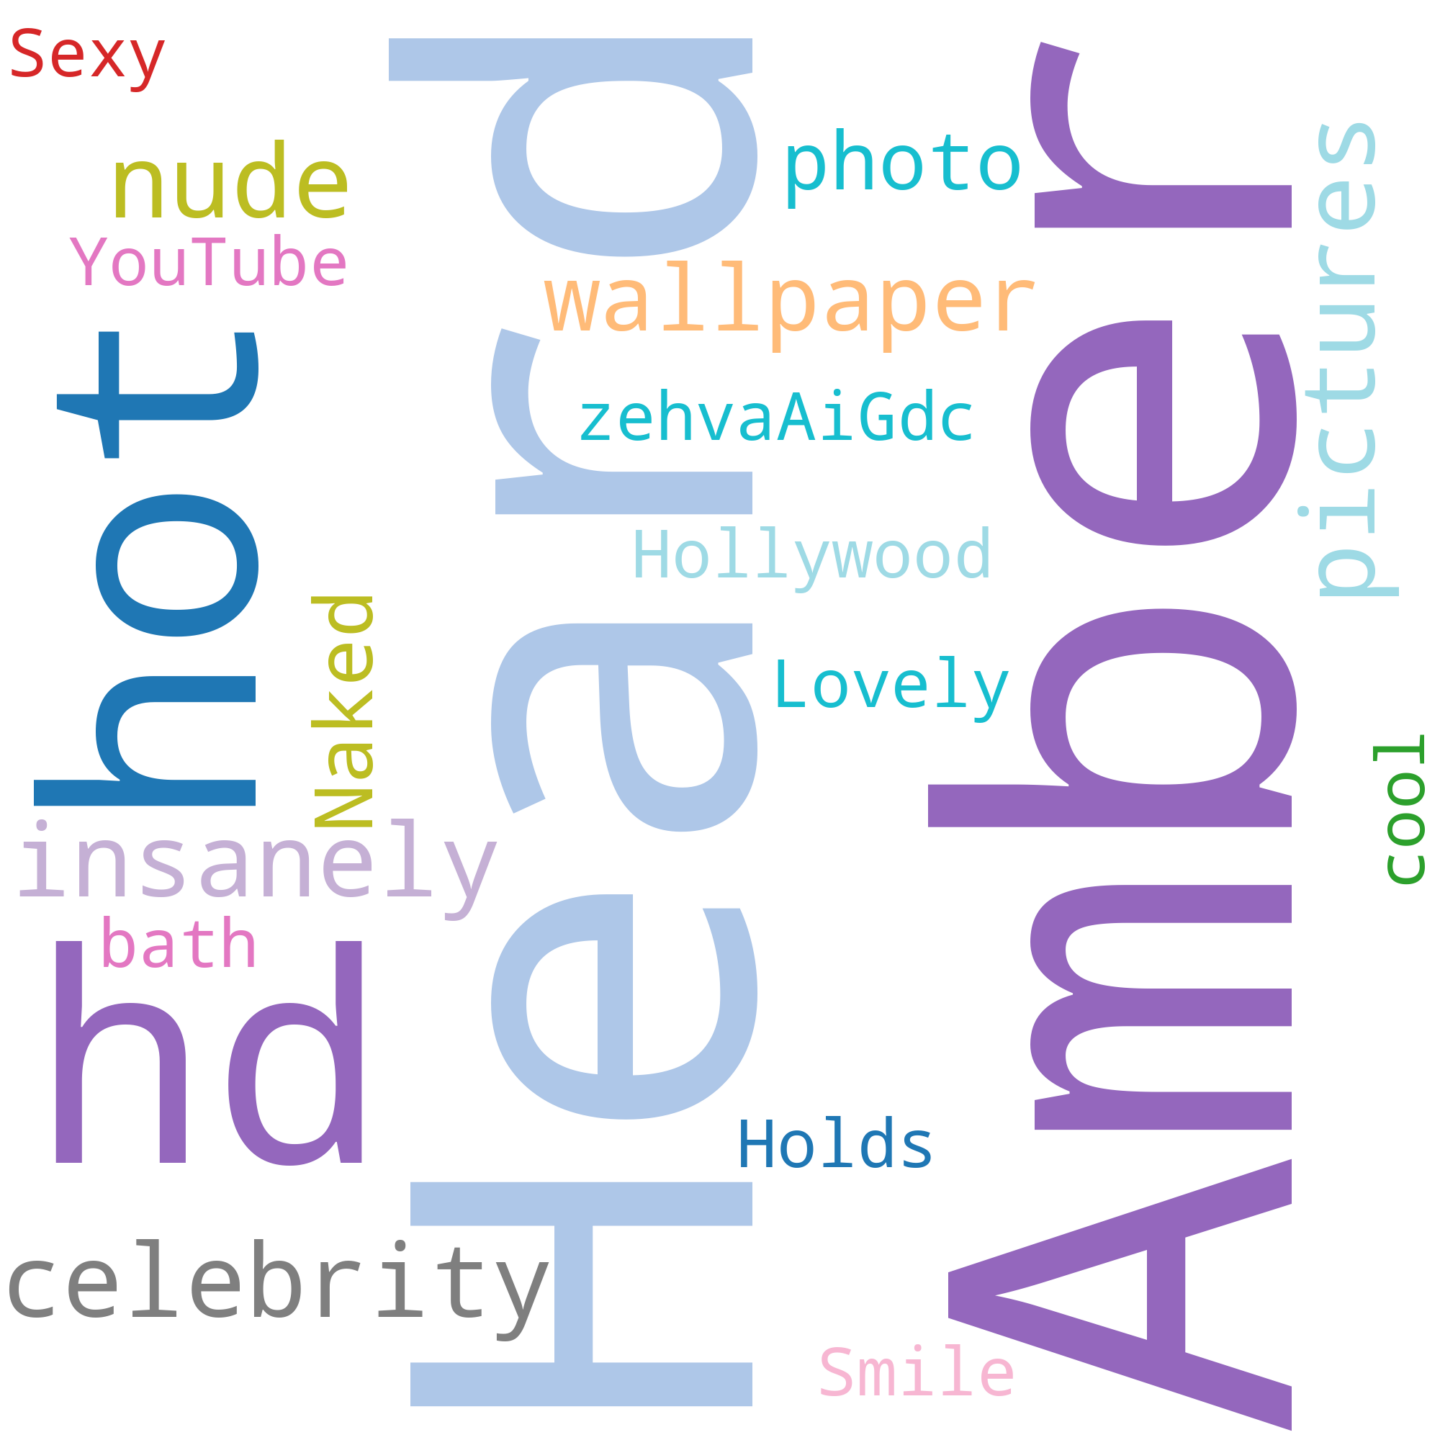 Sexy
nude
YouTube
hot
Naked
insanely
bath
hd
celebrity
Heard
photo
wallpaper
zehvaAiGdc
Hollywood
Lovely
Holds
Smile
Amber
pictures
cool